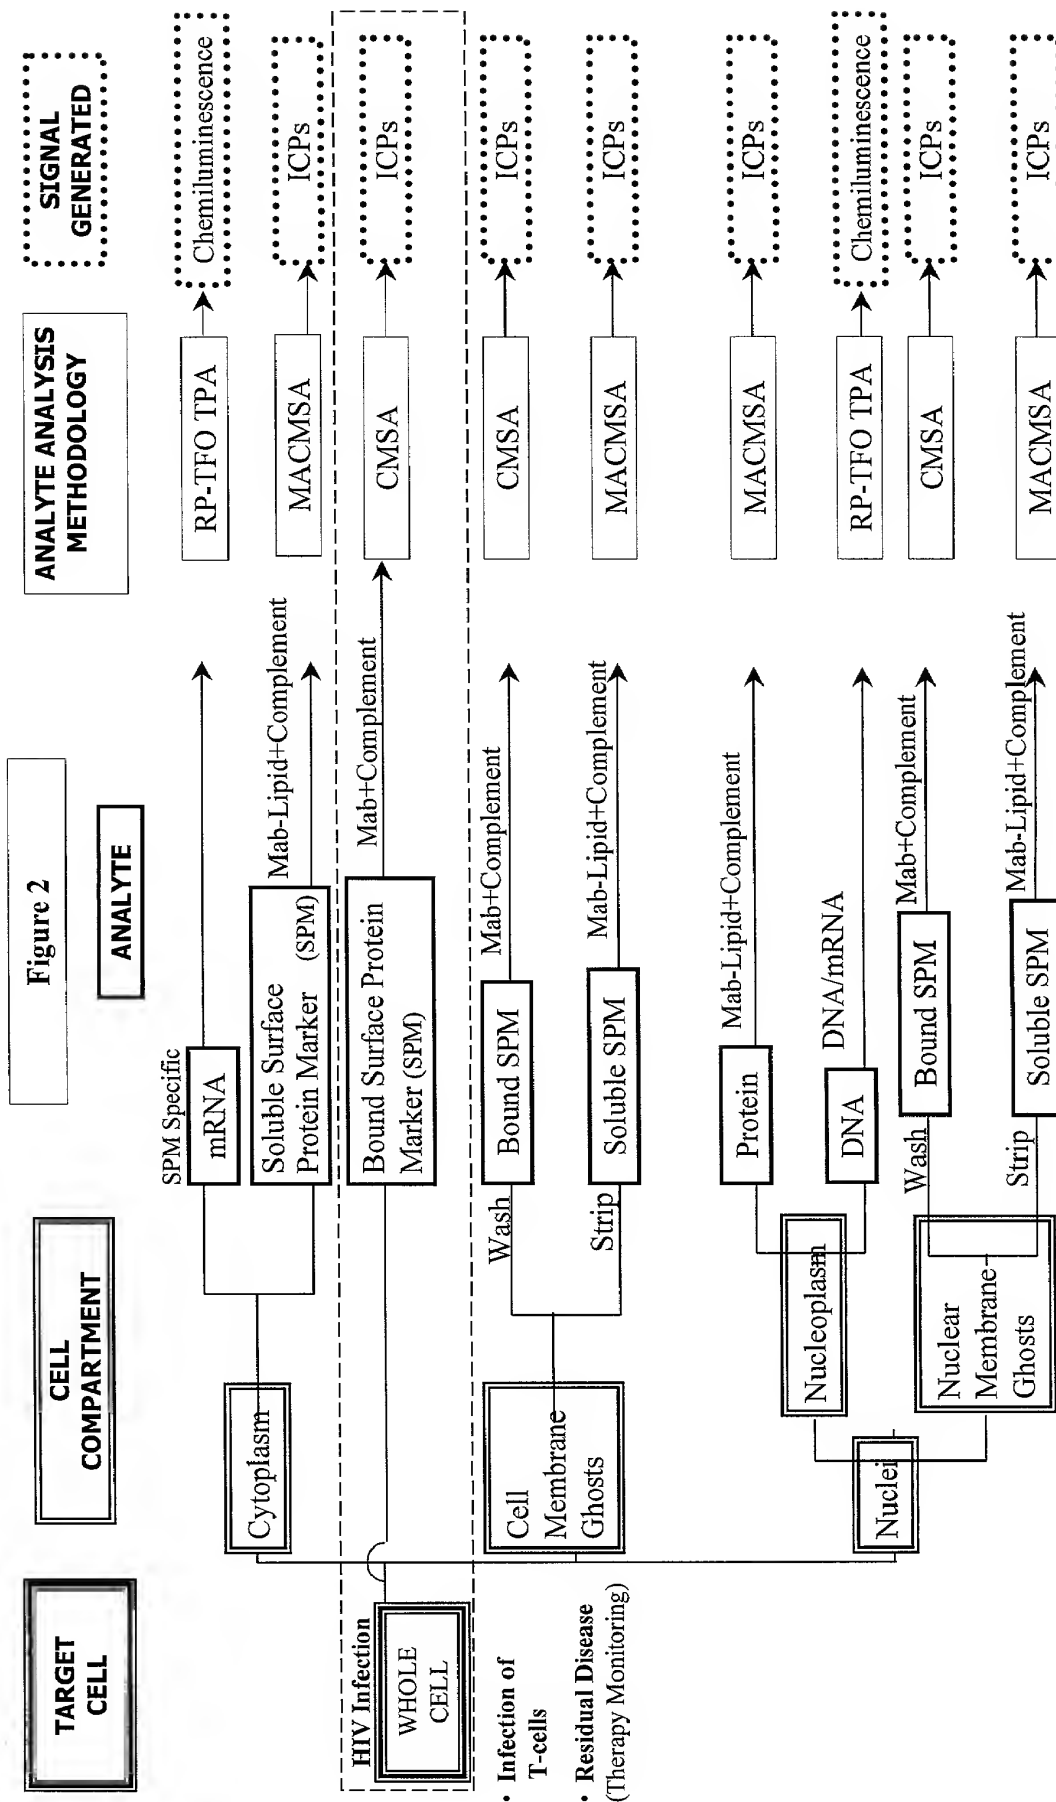 Figure 2
TARGET
CELL
CELL
COMPARTMENT
ANALYTE
ANALYTE ANALYSIS
METHODOLOGY
SIGNAL
GENERATED
SPM Specific
mRNA
RP-TFO TPA
Chemiluminescence
Cytoplasm
Soluble Surface
Protein Marker (SPM)
Mab-Lipid+Complement
MACMSA
ICPs
HIV Infection
WHOLE
CELL
Bound Surface Protein
Marker (SPM)
Mab+Complement
CMSA
ICPs
• Infection of
T-cells
• Residual Disease
(Therapy Monitoring)
Cell
Membrane
Ghosts
Wash
Bound SPM
Mab+Complement
CMSA
ICPs
Strip
Soluble SPM
Mab-Lipid+Complement
MACMSA
ICPs
Nuclei
Nucleoplasm
Protein
Mab-Lipid+Complement
MACMSA
ICPs
DNA
DNA/mRNA
RP-TFO TPA
Chemiluminescence
Nuclear
Membrane-
Ghosts
Wash
Bound SPM
Mab+Complement
CMSA
ICPs
Strip
Soluble SPM
Mab-Lipid+Complement
MACMSA
ICPs